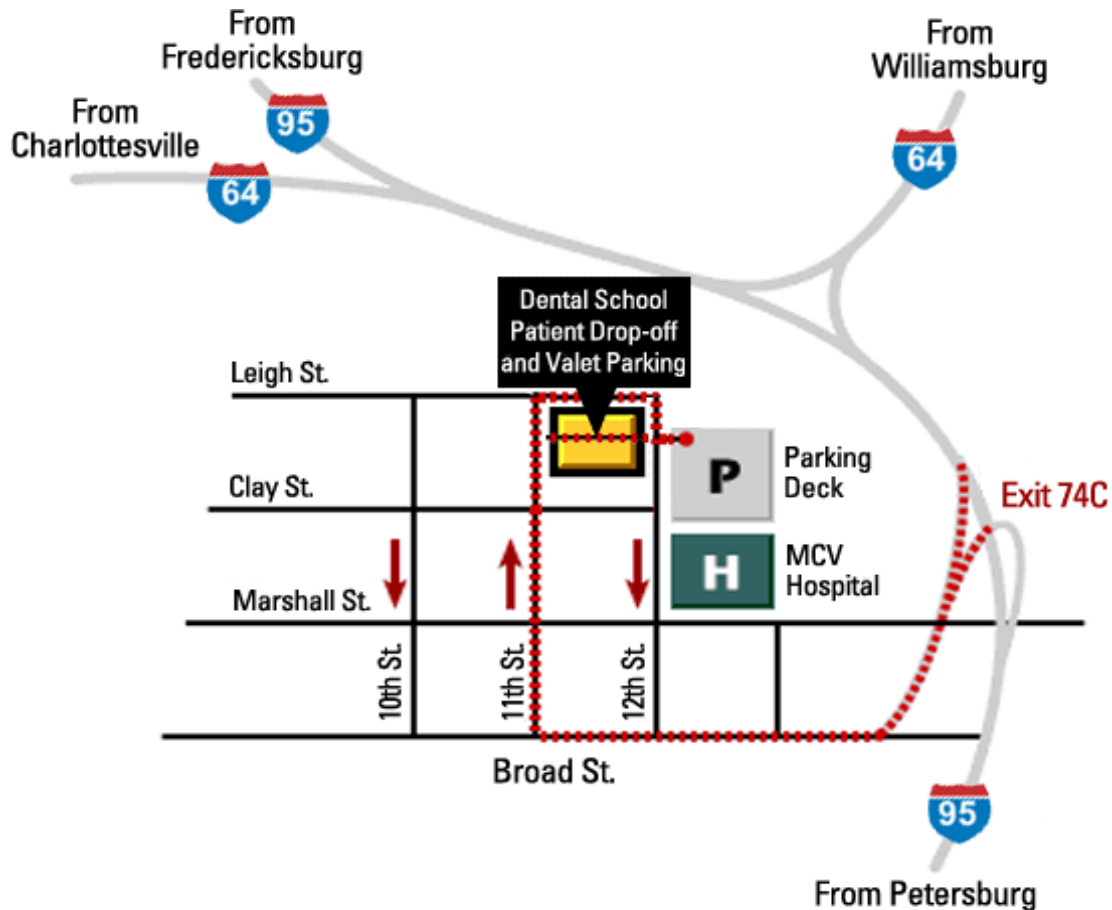 From
Fredericksburg
From
Williamsburg
From
Charlottesville
95
64
64
Dental School
Patient Drop-off
and Valet Parking
Leigh St.
P
Parking
Deck
Clay St.
Exit 74C
H
MCV
Hospital
Marshall St.
10th St.
11th St.
12th St.
Broad St.
95
From Petersburg